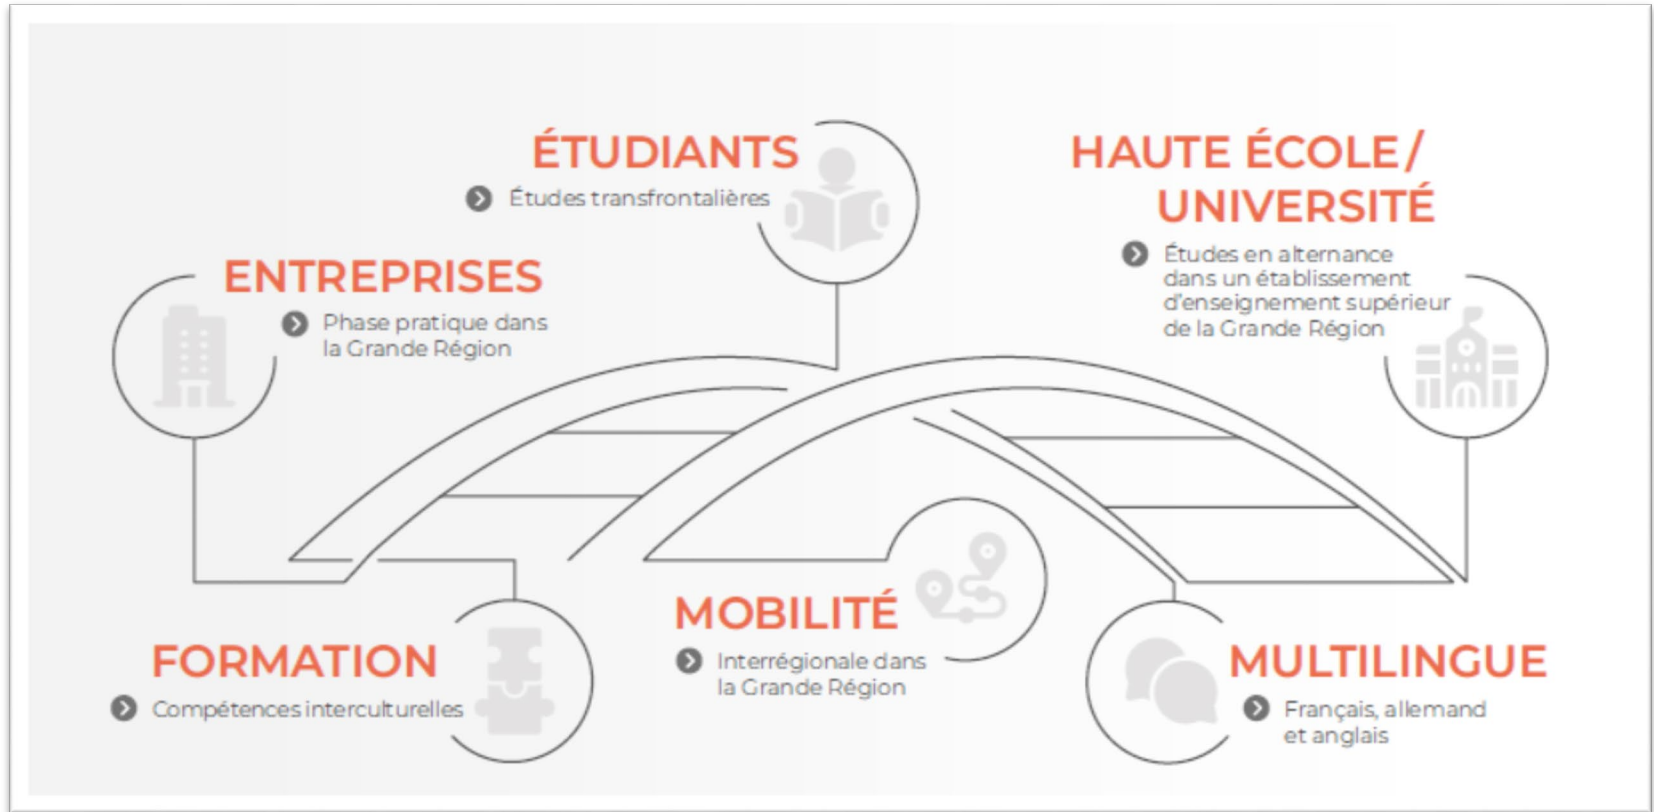 ÉTUDIANTS
Études transfrontalières
HAUTE ÉCOLE/
UNIVERSITÉ
Études en alternance
dans un établissement
d'enseignement supérieur
de la Grande Région
ENTREPRISES
Phase pratique dans
la Grande Région
MOBILITÉ
Interrégionale dans
la Grande Région
FORMATION
Compétences interculturelles
MULTILINGUE
Français, allemand
et anglais